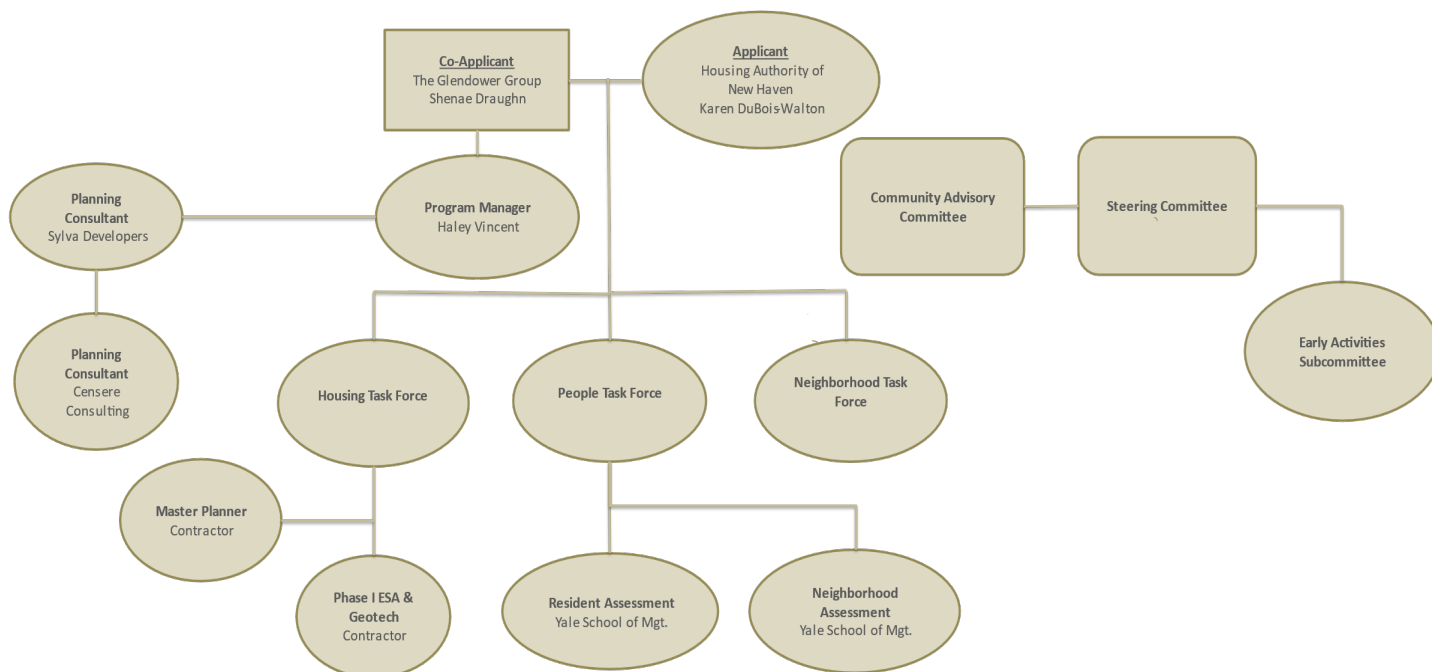 Co-Applicant
The Glendower Group
Shenae Draughn
Applicant
Housing Authority of
New Haven
Karen DuBois-Walton
Planning
Consultant
Sylva Developers
Program Manager
Haley Vincent
Community Advisory
Committee
Steering Committee
Planning
Consultant
Censere
Consulting
Housing Task Force
People Task Force
Neighborhood Task
Force
Early Activities
Subcommittee
Master Planner
Contractor
Phase I ESA &
Geotech
Contractor
Resident Assessment
Yale School of Mgt.
Neighborhood
Assessment
Yale School of Mgt.